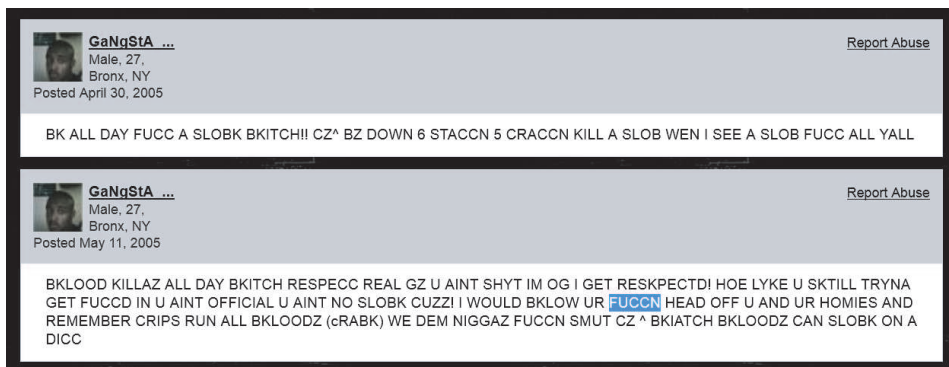 GaNgStA ...
Report Abuse
Male, 27,
Bronx, NY
Posted April 30, 2005
BK ALL DAY FUCC A SLOBK BKITCH!! CZ^ BZ DOWN 6 STACCN 5 CRACCN KILL A SLOB WEN I SEE A SLOB FUCC ALL YALL
GaNgStA ...
Report Abuse
Male, 27,
Bronx, NY
Posted May 11, 2005
BKLOOD KILLAZ ALL DAY BKITCH RESPECC REAL GZ U AINT SHYT IM OG I GET RESKPECTD! HOE LYKE U SKTILL TRYNA
GET FUCCD IN U AINT OFFICIAL U AINT NO SLOBK CUZZ! I WOULD BKLOW UR FUCCN HEAD OFF U AND UR HOMIES AND
REMEMBER CRIPS RUN ALL BKLOODZ (cRABK) WE DEM NIGGAZ FUCCN SMUT CZ ^ BKIATCH BKLOODZ CAN SLOBK ON A
DICC